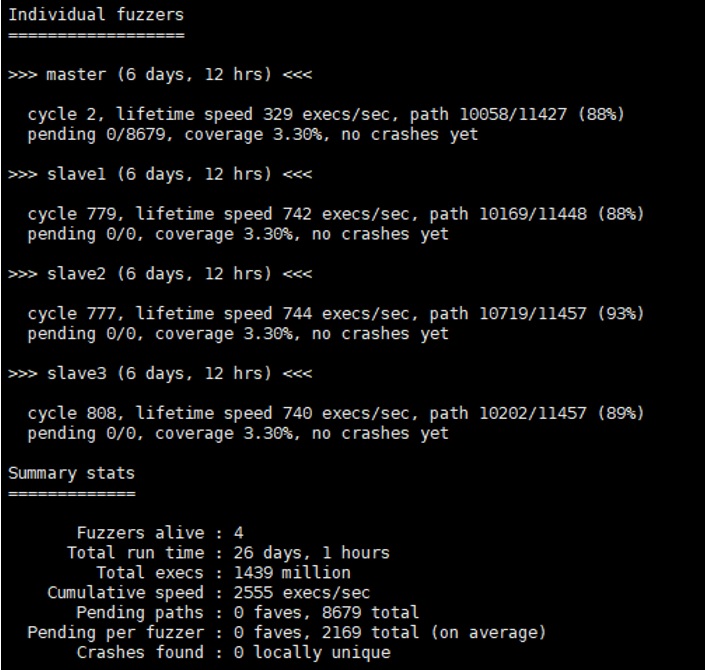 Individual fuzzers
==================
>>> master (6 days, 12 hrs) <<<
cycle 2, lifetime speed 329 execs/sec, path 10058/11427 (88%)
pending 0/8679, coverage 3.30%, no crashes yet
>>> slave1 (6 days, 12 hrs) <<<
cycle 779, lifetime speed 742 execs/sec, path 10169/11448 (88%)
pending 0/0, coverage 3.30%, no crashes yet
>>> slave2 (6 days, 12 hrs) <<<
cycle 777, lifetime speed 744 execs/sec, path 10719/11457 (93%)
pending 0/0, coverage 3.30%, no crashes yet
>>> slave3 (6 days, 12 hrs) <<<
cycle 808, lifetime speed 740 execs/sec, path 10202/11457 (89%)
pending 0/0, coverage 3.30%, no crashes yet
Summary stats
=============
Fuzzers alive : 4
Total run time : 26 days, 1 hours
Total execs : 1439 million
Cumulative speed : 2555 execs/sec
Pending paths : 0 faves, 8679 total
Pending per fuzzer : 0 faves, 2169 total (on average)
Crashes found : 0 locally unique